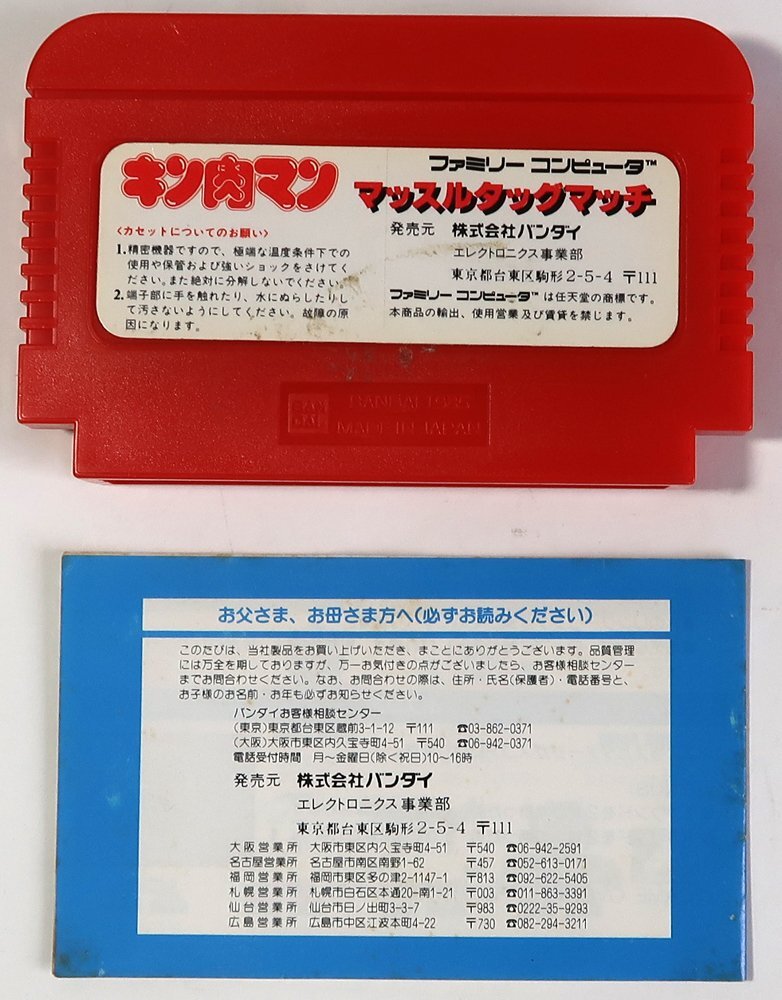 キン肉マン
ファミリー コンピュータ™
マッスルタッグマッチ
<カセットについてのお願い>
1.精密機器ですので、極端な温度条件下での
使用や保管および強いショックをさけてく
ださい。また絶対に分解しないでください。
2.端子部に手を触れたり、水にぬらしたりし
て汚さないようにしてください。故障の原
因になります。
発売元 株式会社バンダイ
エレクトロニクス事業部
東京都台東区駒形2-5-4 〒111
ファミリー コンピュータ™ は任天堂の商標です。
本商品の輸出、使用営業及び賃貸を禁じます。
BAN
DAI
BANDAI 1985
MADE IN JAPAN
お父さま、お母さま方へ(必ずお読みください)
このたびは、当社製品をお買い上げいただき、まことにありがとうございます。品質管理
には万全を期しておりますが、万一お気付きの点がございましたら、お客様相談センター
までお問合わせください。なお、お問合わせの際は、住所・氏名(保護者)・電話番号と、
お子様のお名前・お年も必ずお知らせください。
バンダイお客様相談センター
(東京)東京都台東区蔵前3-1-12 〒111 ☎03-862-0371
(大阪)大阪市東区内久宝寺町4-51 〒540 ☎06-942-0371
電話受付時間 月〜金曜日(除く祝日)10〜16時
発売元 株式会社バンダイ
エレクトロニクス事業部
東京都台東区駒形2-5-4 〒111
大阪営業所 大阪市東区内久宝寺町4-51 〒540 ☎06-942-2591
名古屋営業所 名古屋市南区南野1-62 〒457 ☎052-613-0171
福岡営業所 福岡市東区多の津2-1147-1 〒813 ☎092-622-5405
札幌営業所 札幌市白石区本通20-南1-21 〒003 ☎011-863-3391
仙台営業所 仙台市日ノ出町3-3-7 〒983 ☎0222-35-9293
広島営業所 広島市中区江波本町4-22 〒730 ☎082-294-3211